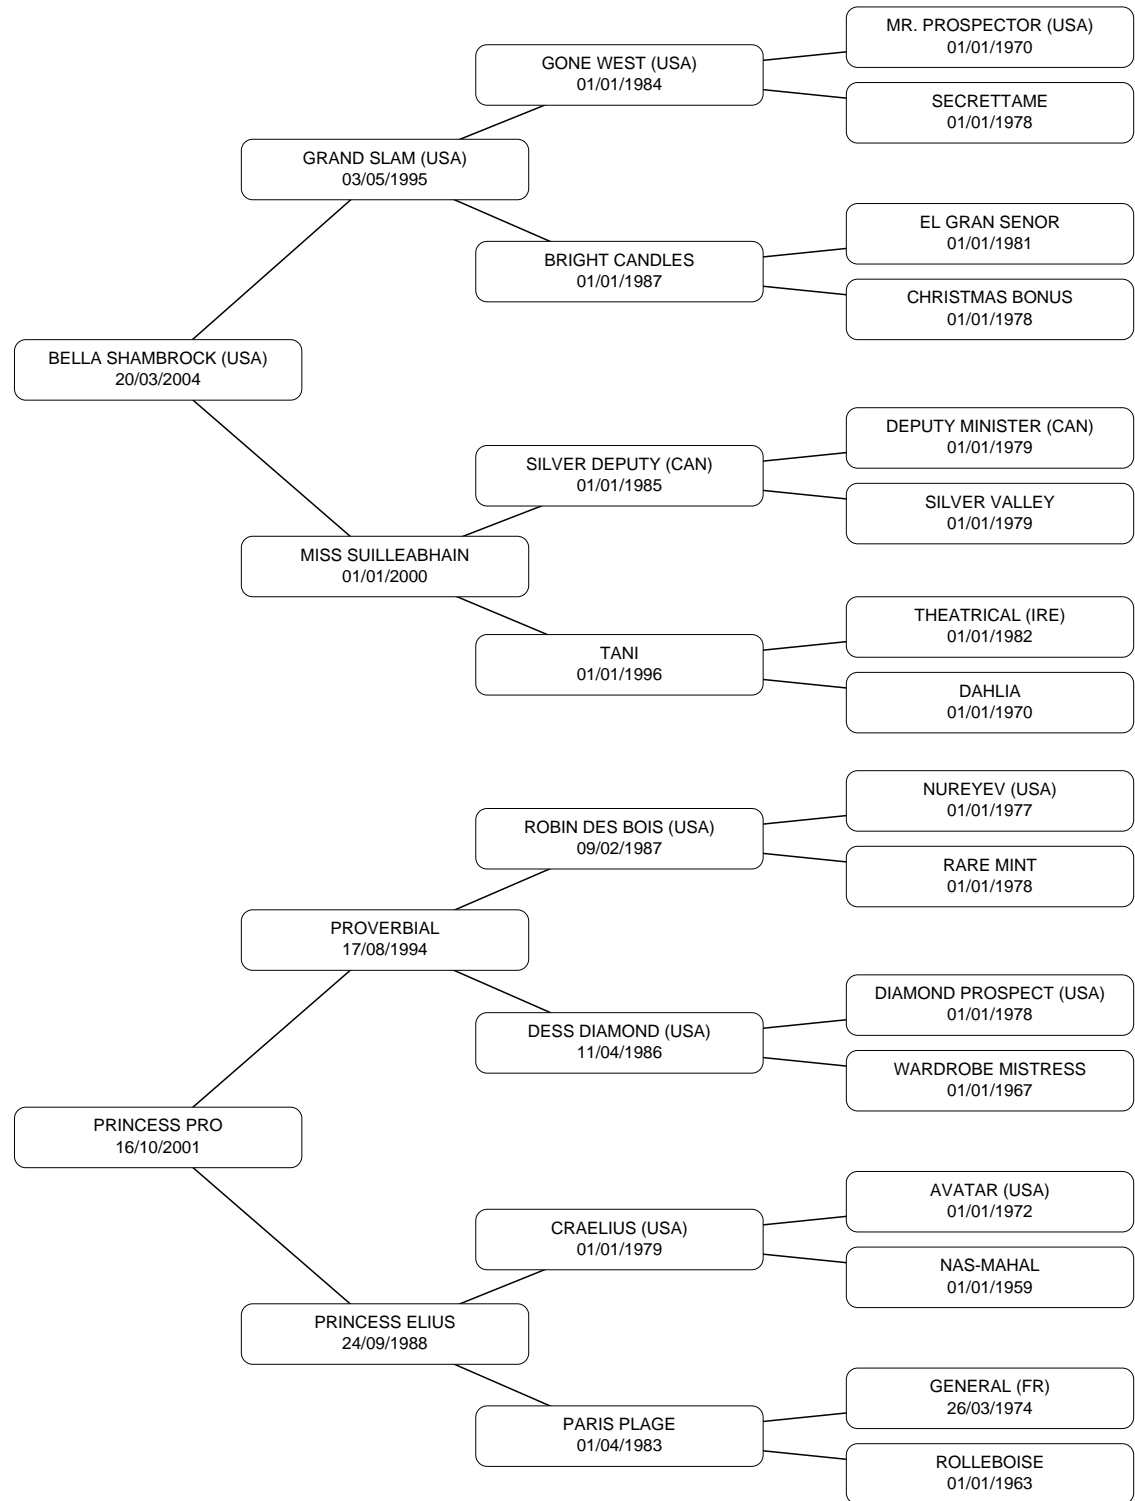 MR. PROSPECTOR (USA)
01/01/1970
GONE WEST (USA)
01/01/1984
SECRETTAME
01/01/1978
GRAND SLAM (USA)
03/05/1995
EL GRAN SENOR
01/01/1981
BRIGHT CANDLES
01/01/1987
CHRISTMAS BONUS
01/01/1978
BELLA SHAMBROCK (USA)
20/03/2004
DEPUTY MINISTER (CAN)
01/01/1979
SILVER DEPUTY (CAN)
01/01/1985
SILVER VALLEY
01/01/1979
MISS SUILLEABHAIN
01/01/2000
THEATRICAL (IRE)
01/01/1982
TANI
01/01/1996
DAHLIA
01/01/1970
NUREYEV (USA)
01/01/1977
ROBIN DES BOIS (USA)
09/02/1987
RARE MINT
01/01/1978
PROVERBIAL
17/08/1994
DIAMOND PROSPECT (USA)
01/01/1978
DESS DIAMOND (USA)
11/04/1986
WARDROBE MISTRESS
01/01/1967
PRINCESS PRO
16/10/2001
AVATAR (USA)
01/01/1972
CRAELIUS (USA)
01/01/1979
NAS-MAHAL
01/01/1959
PRINCESS ELIUS
24/09/1988
GENERAL (FR)
26/03/1974
PARIS PLAGE
01/04/1983
ROLLEBOISE
01/01/1963